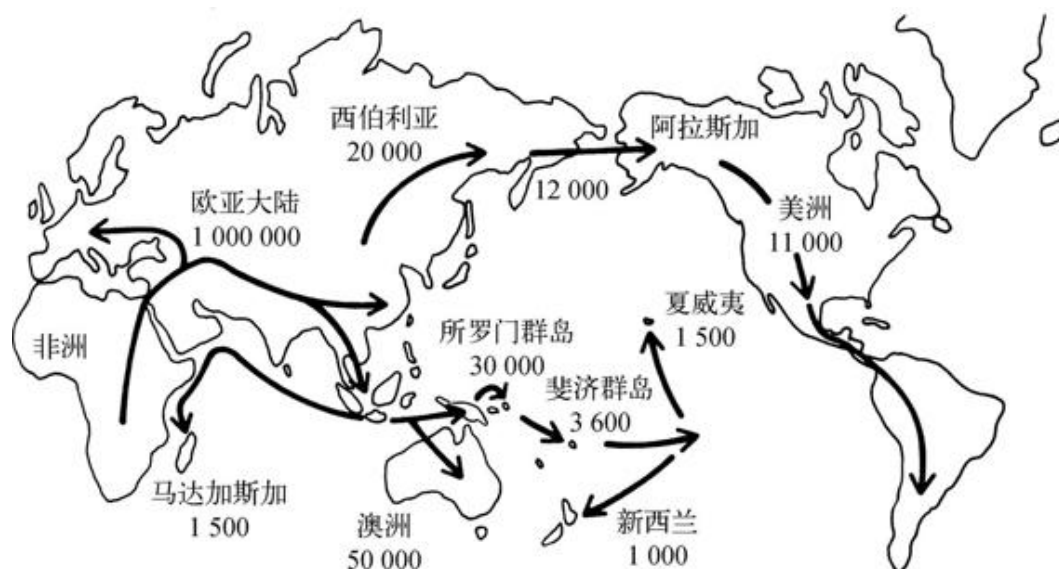 西伯利亚
20 000
阿拉斯加
12 000
欧亚大陆
1 000 000
美洲
11 000
夏威夷
1 500
非洲
所罗门群岛
30 000
斐济群岛
3 600
马达加斯加
1 500
澳洲
50 000
新西兰
1 000